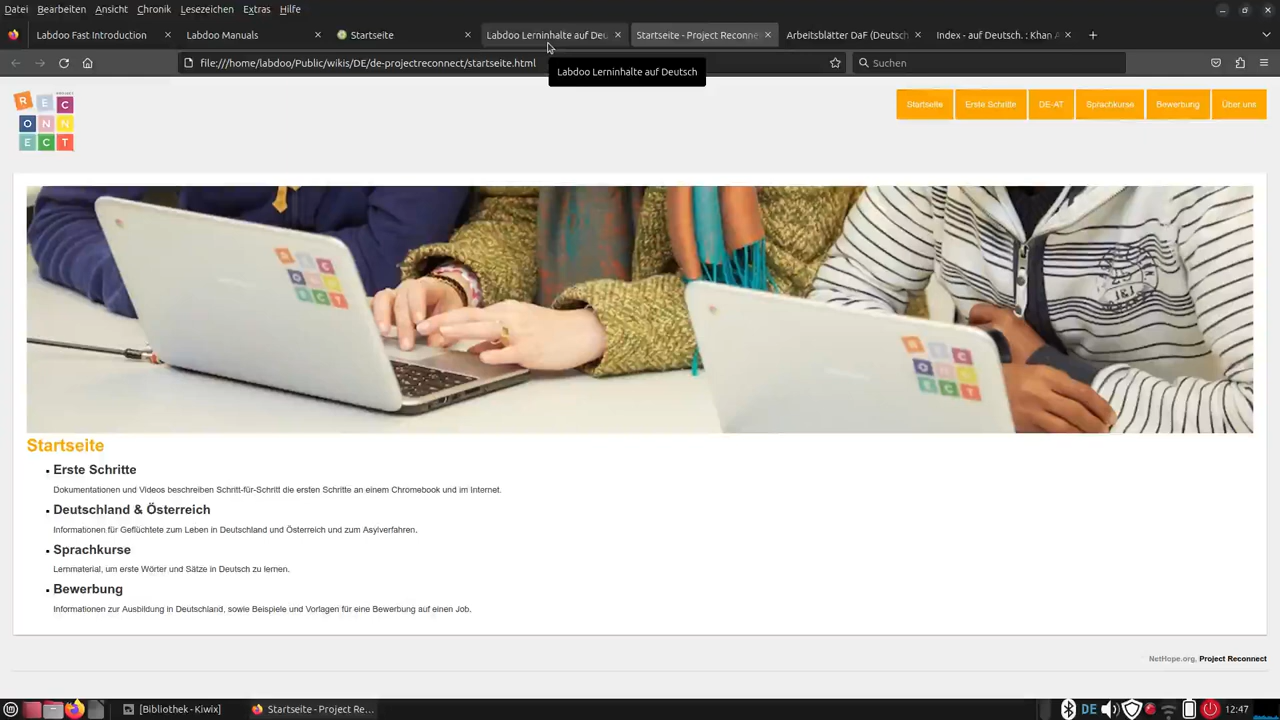 Datei Bearbeiten Ansicht Chronik Lesezeichen Extras Hilfe
Labdoo Fast Introduction
Labdoo Manuals
Startseite
Labdoo Lerninhalte auf Deu
Startseite - Project Reconne
Arbeitsblätter DaF (Deutsch
Index - auf Deutsch. : Khan A
file:///home/labdoo/Public/wikis/DE/de-projectreconnect/startseite.html
Suchen
Labdoo Lerninhalte auf Deutsch
R E C
O N N
E C T
Startseite
Erste Schritte
DE-AT
Sprachkurse
Bewerbung
Über uns
Startseite
Erste Schritte
Dokumentationen und Videos beschreiben Schritt-für-Schritt die ersten Schritte an einem Chromebook und im Internet.
Deutschland & Österreich
Informationen für Geflüchtete zum Leben in Deutschland und Österreich und zum Asylverfahren.
Sprachkurse
Lernmaterial, um erste Wörter und Sätze in Deutsch zu lernen.
Bewerbung
Informationen zur Ausbildung in Deutschland, sowie Beispiele und Vorlagen für eine Bewerbung auf einen Job.
NetHope.org, Project Reconnect
[Bibliothek - Kiwix]
Startseite - Project Re...
DE
12:47